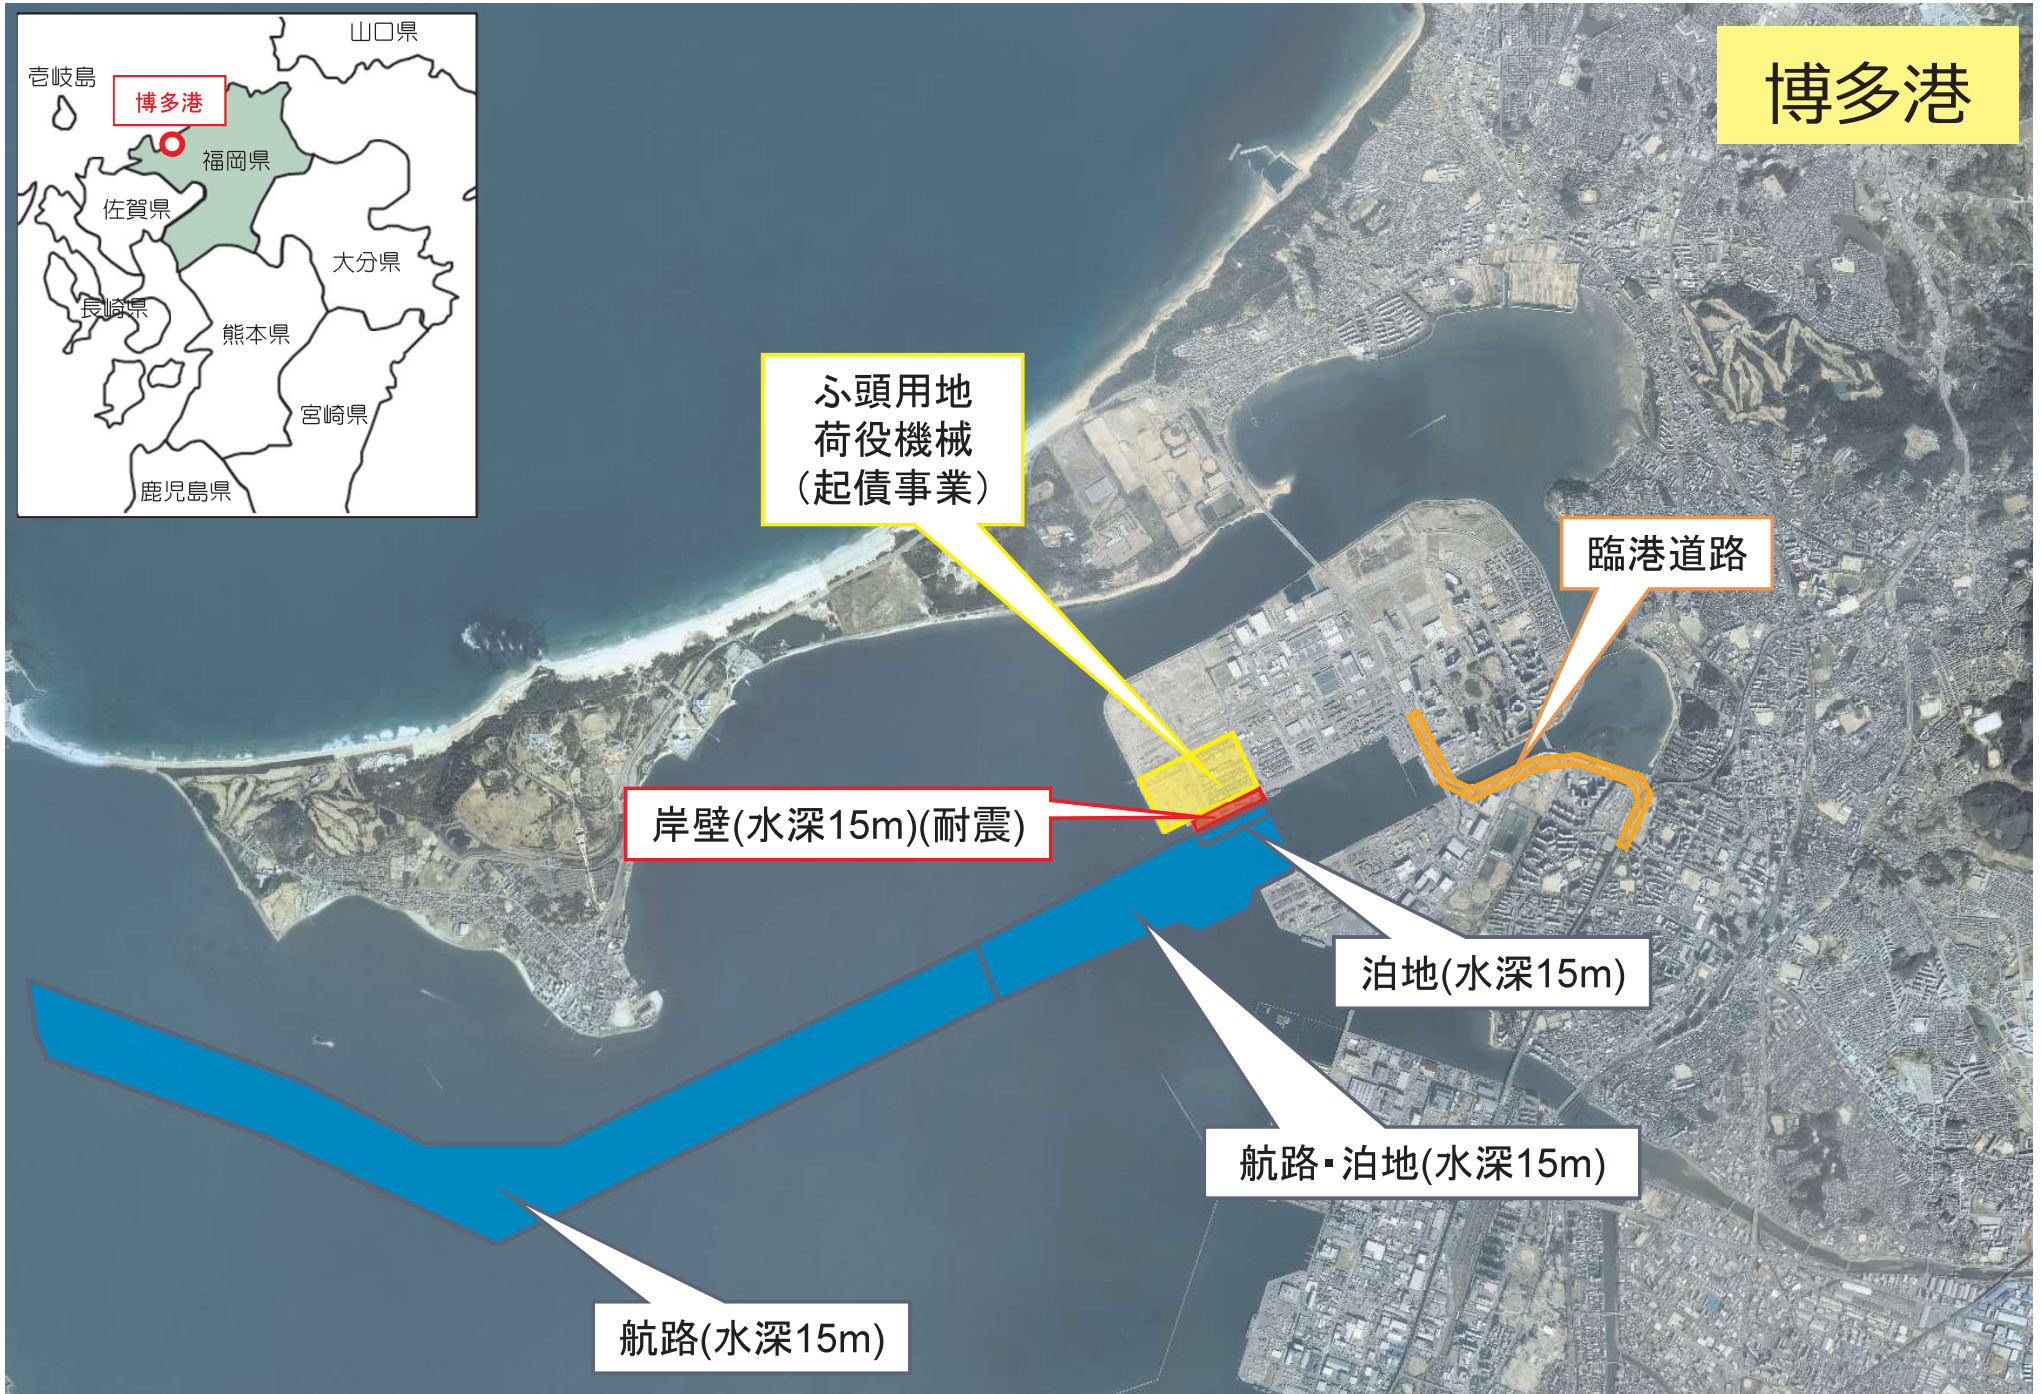 博多港
山口県
壱岐島
博多港
福岡県
佐賀県
大分県
長崎県
熊本県
宮崎県
鹿児島県
ふ頭用地
荷役機械
（起債事業）
臨港道路
岸壁(水深15m)(耐震)
泊地(水深15m)
航路・泊地(水深15m)
航路(水深15m)